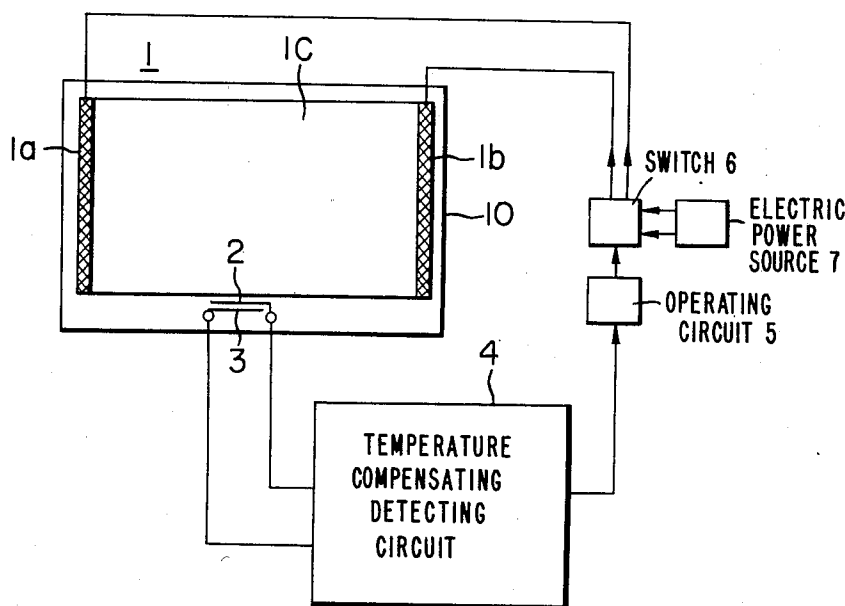 1
1C
1a
1b
10
2
3
4
SWITCH 6
ELECTRIC
POWER
SOURCE 7
OPERATING
CIRCUIT 5
TEMPERATURE
COMPENSATING
DETECTING
CIRCUIT